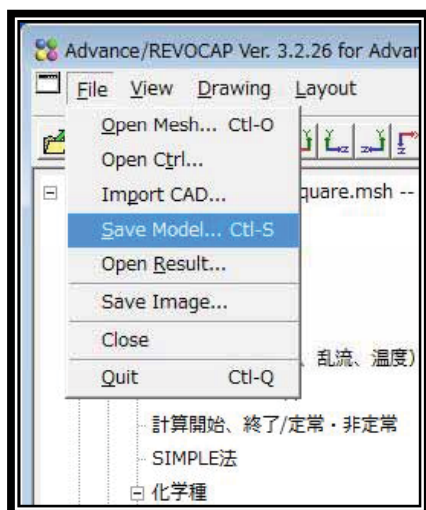 Advance/REVOCAP Ver. 3.2.26 for Advar
File View Drawing Layout
Open Mesh... Ctl-O
Open Ctrl...
Import CAD...
quare.msh --
Save Model... Ctl-S
Open Result...
Save Image...
Close
、乱流、温度)
Quit Ctl-Q
計算開始、終了/定常・非定常
SIMPLE法
化学種